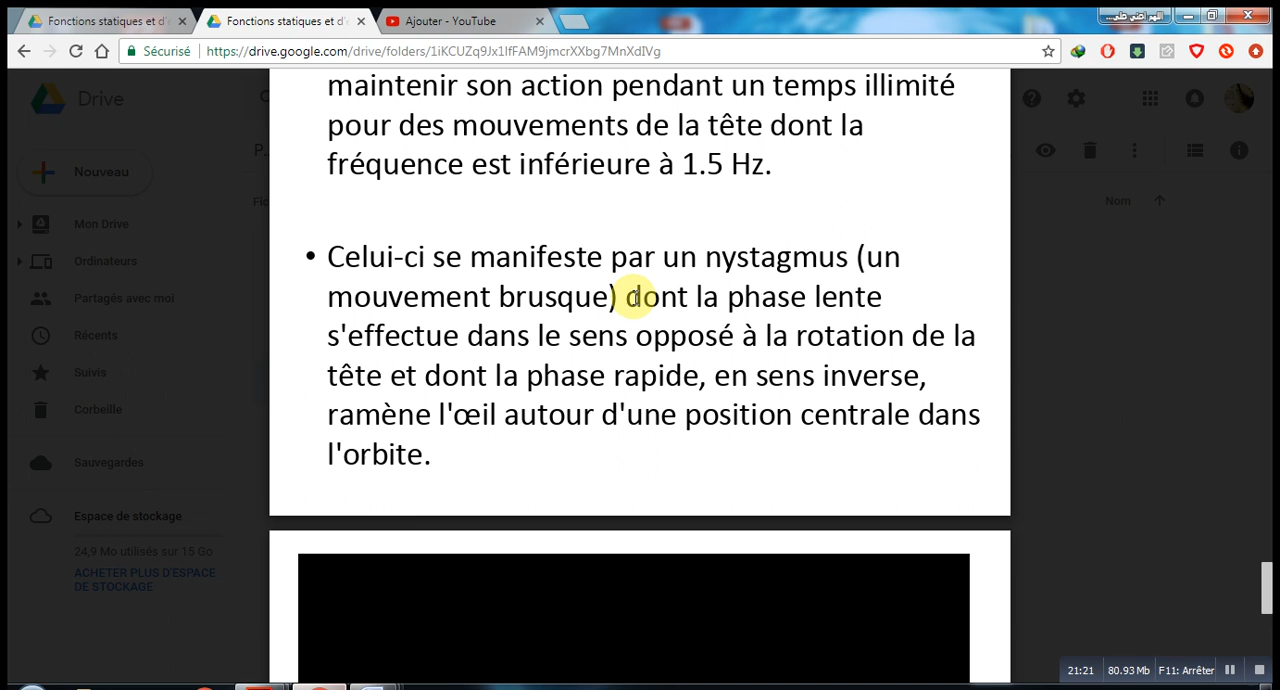 Fonctions statiques et d'
Fonctions statiques et d'
Ajouter - YouTube
Sécurisé
https://drive.google.com/drive/folders/1iKCUZq9Jx1lfFAM9jmcrXXbg7MnXdIVg
Drive
Nouveau
Mon Drive
Ordinateurs
Partagés avec moi
Récents
Suivis
Corbeille
Sauvegardes
Espace de stockage
24,9 Mo utilisés sur 15 Go
ACHETER PLUS D'ESPACE
DE STOCKAGE
maintenir son action pendant un temps illimité
pour des mouvements de la tête dont la
fréquence est inférieure à 1.5 Hz.
• Celui-ci se manifeste par un nystagmus (un
mouvement brusque) dont la phase lente
s'effectue dans le sens opposé à la rotation de la
tête et dont la phase rapide, en sens inverse,
ramène l'œil autour d'une position centrale dans
l'orbite.
Nom
21:21
80.93 Mb
F11: Arrêter